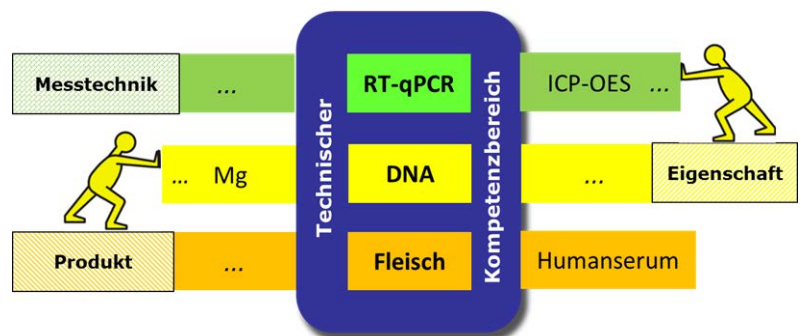 Messtechnik ... RT-qPCR ICP-OES ...
Technischer
Kompetenzbereich
... Mg DNA ... Eigenschaft
Produkt ... Fleisch Humanserum